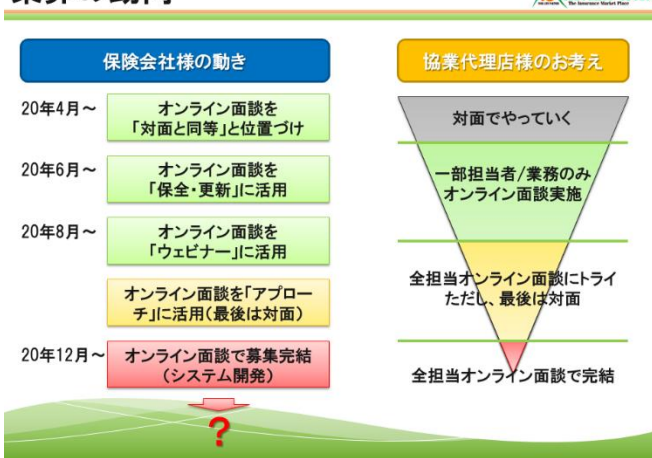 業界の動向
The Insurance Market Place
保険会社様の動き
協業代理店様のお考え
20年4月～
オンライン面談を
「対面と同等」と位置づけ
20年6月～
オンライン面談を
「保全・更新」に活用
20年8月～
オンライン面談を
「ウェビナー」に活用
オンライン面談を「アプロー
チ」に活用(最後は対面)
20年12月～
オンライン面談で募集完結
(システム開発)
?
対面でやっていく
一部担当者/業務のみ
オンライン面談実施
全担当オンライン面談にトライ
ただし、最後は対面
全担当オンライン面談で完結